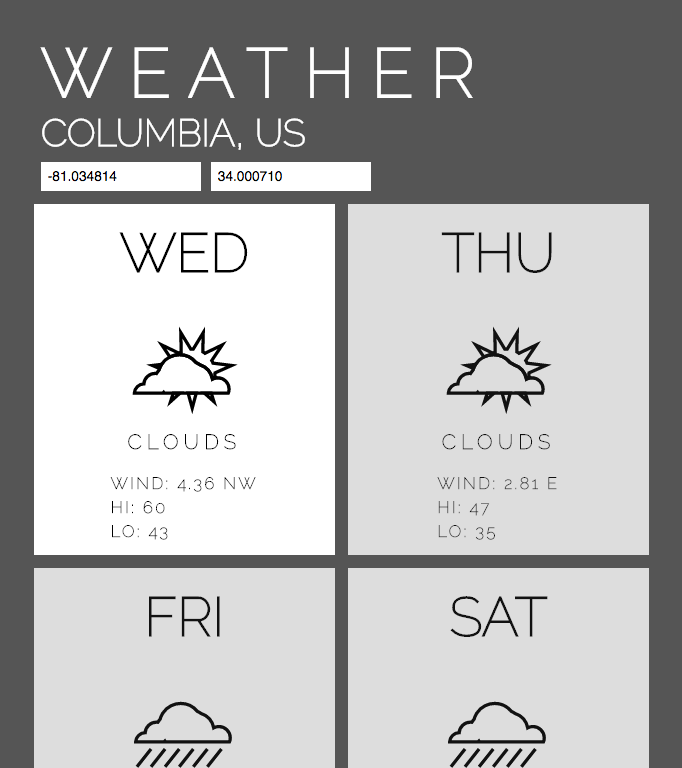 WEATHER
COLUMBIA, US
-81.034814 34.000710
WED
CLOUDS
WIND: 4.36 NW
HI: 60
LO: 43
THU
CLOUDS
WIND: 2.81 E
HI: 47
LO: 35
FRI
SAT